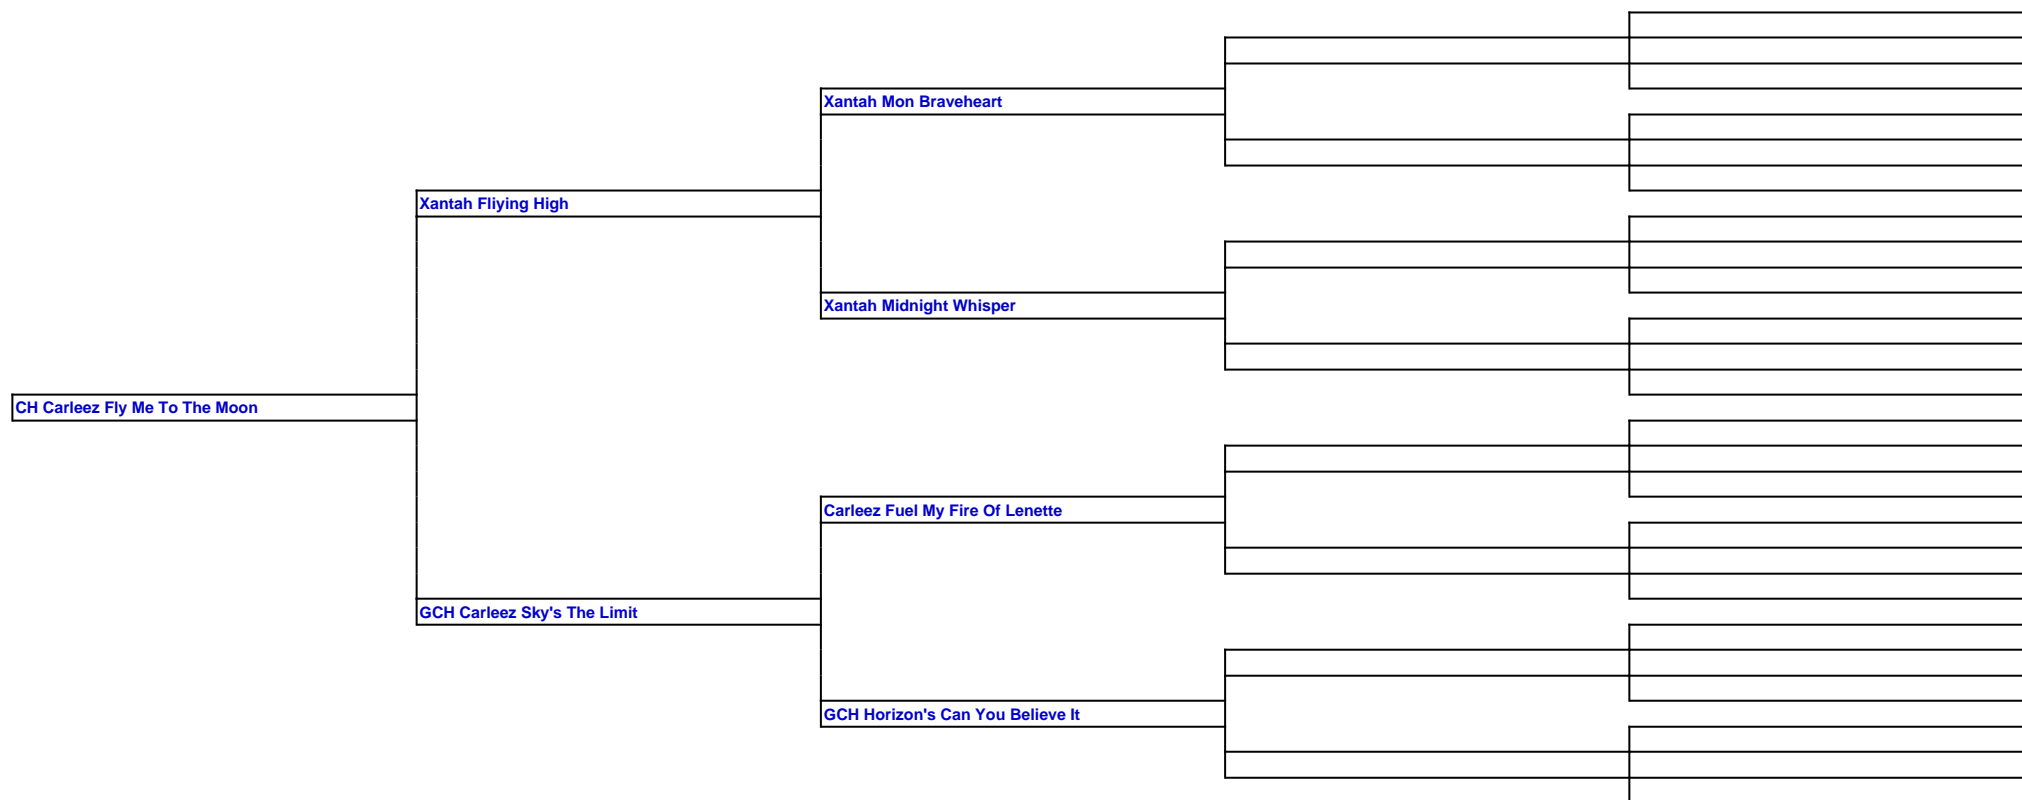 Xantah Mon Braveheart
Xantah Fliying High
Xantah Midnight Whisper
CH Carleez Fly Me To The Moon
Carleez Fuel My Fire Of Lenette
GCH Carleez Sky's The Limit
GCH Horizon's Can You Believe It